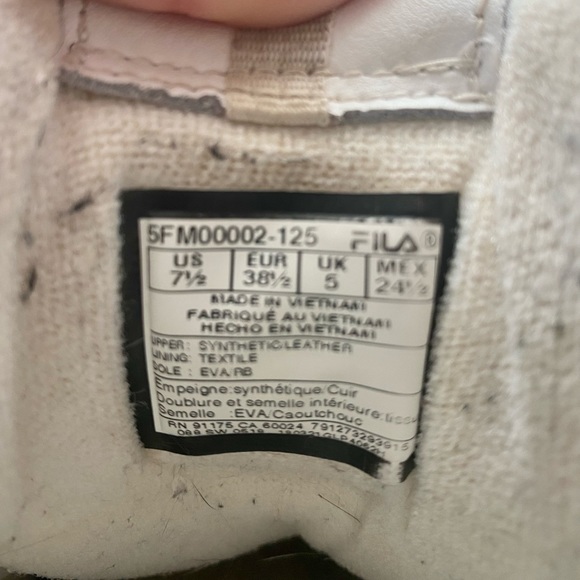 5FM00002-125 FILA
US EUR UK MEX
7½ 38½ 5 24½
MADE IN VIETNAM
FABRIQUÉ AU VIETNAM
HECHO EN VIETNAM
UPPER: SYNTHETIC/LEATHER
LINING: TEXTILE
SOLE : EVA/RB
Empeigne:synthétique/Cuir
Doublure et semelle intérieure:tissu
Semelle :EVA/Caoutchouc
RN 91175 CA 60024 791273293915